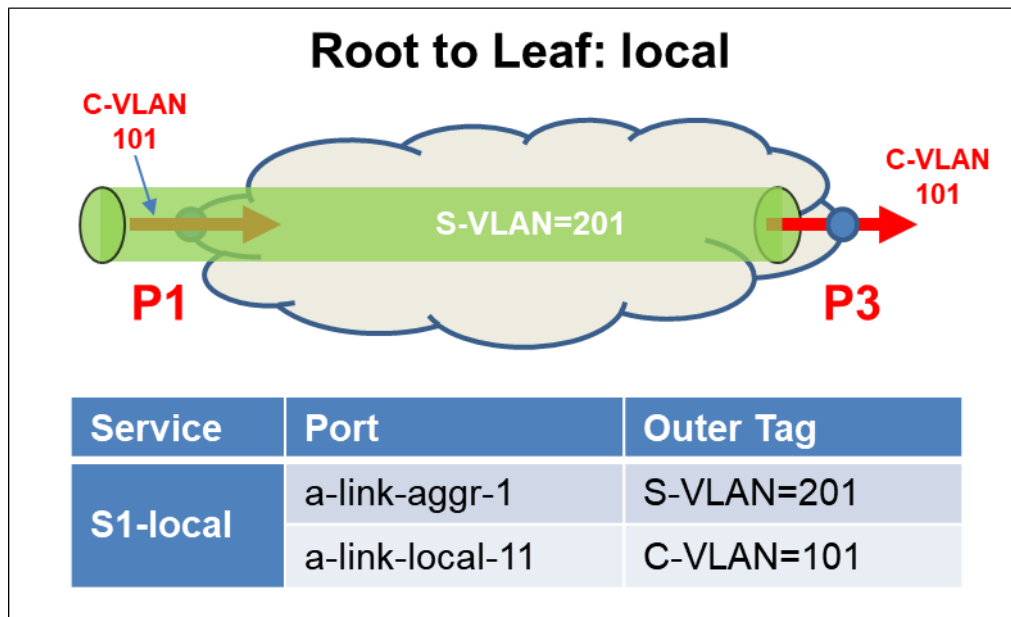 Root to Leaf: local
C-VLAN
101
C-VLAN
101
S-VLAN=201
P1
P3
Service Port Outer Tag
S1-local
a-link-aggr-1 S-VLAN=201
a-link-local-11 C-VLAN=101